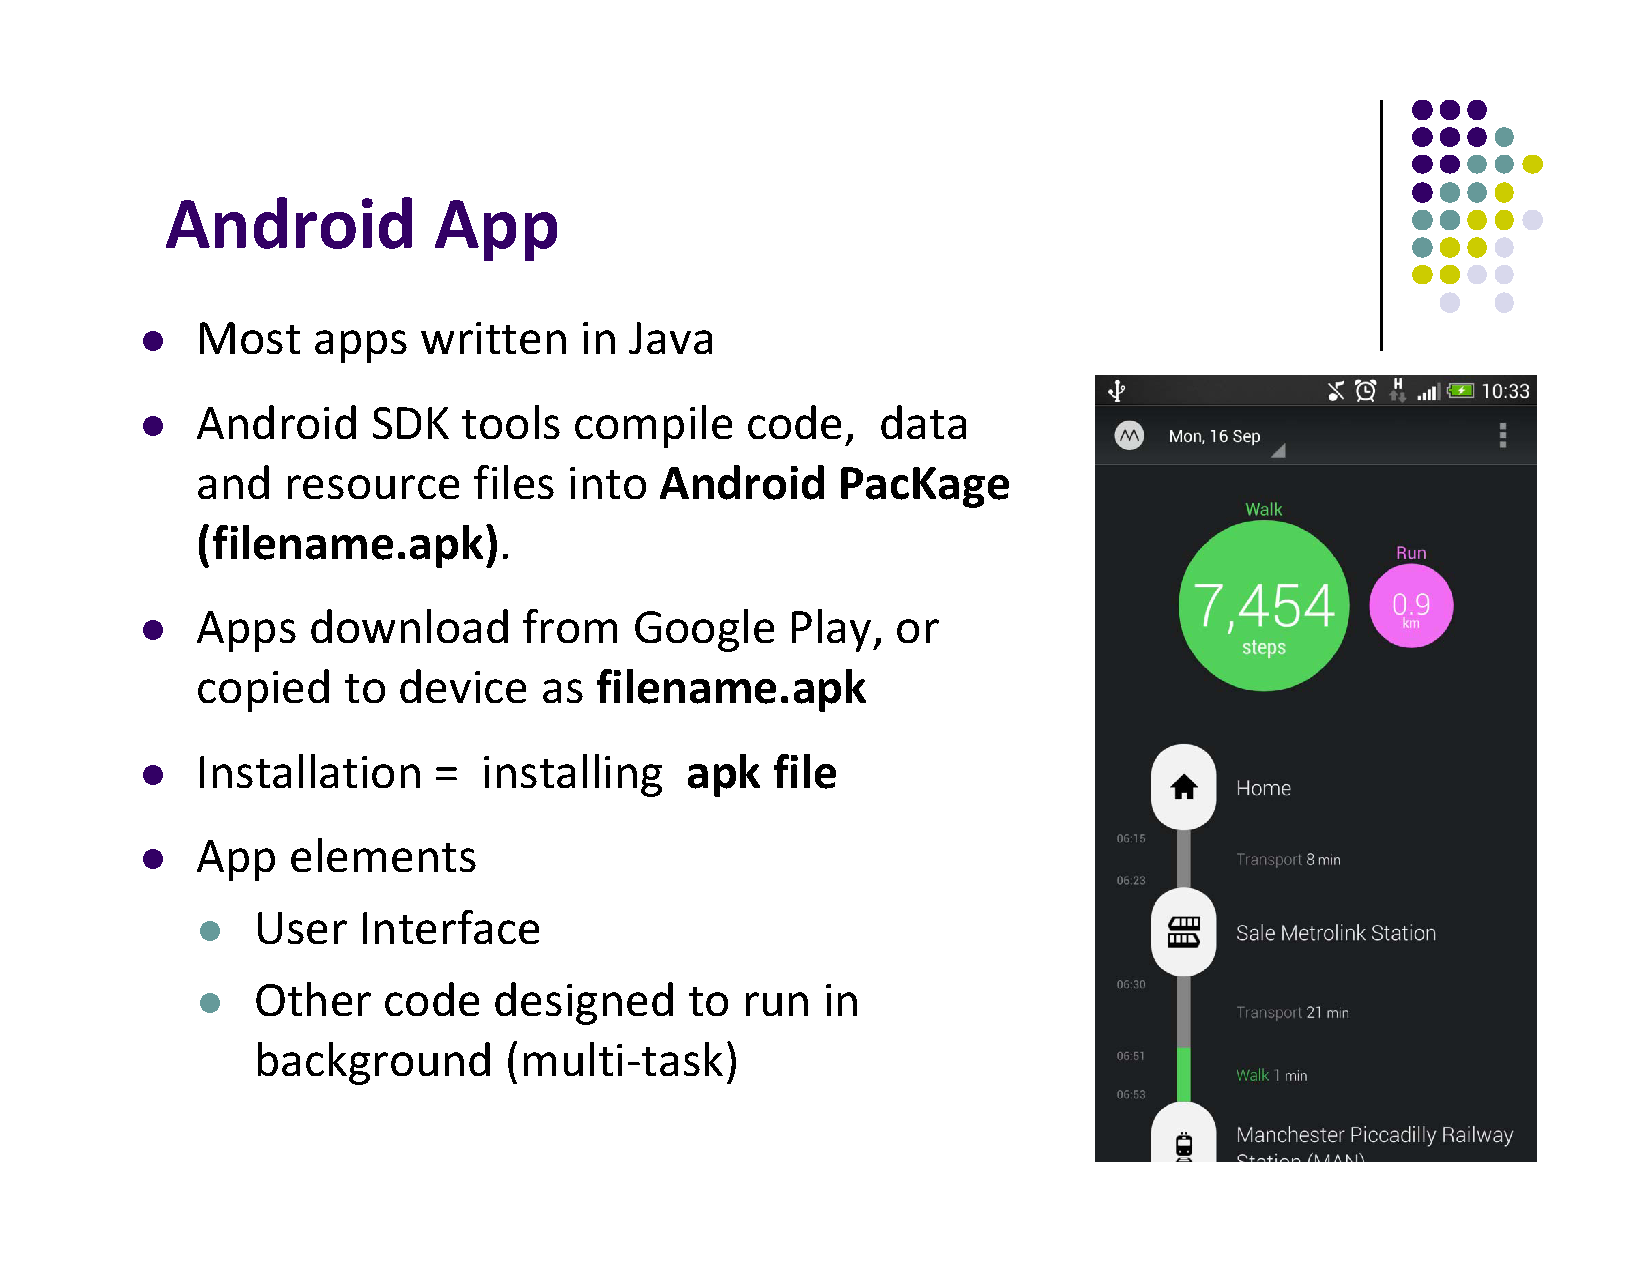 Android App
Most apps written in Java
Android SDK tools compile code, data
and resource files into Android PacKage
(filename.apk).
Apps download from Google Play, or
copied to device as filename.apk
Installation = installing apk file
App elements
User Interface
Other code designed to run in
background (multi-task)
H
10:33
Mon, 16 Sep
Walk
7,454
steps
Run
0.9
km
Home
06:15
Transport 8 min
06:23
Sale Metrolink Station
06:30
Transport 21 min
06:51
Walk 1 min
06:53
Manchester Piccadilly Railway
Station (MAN)